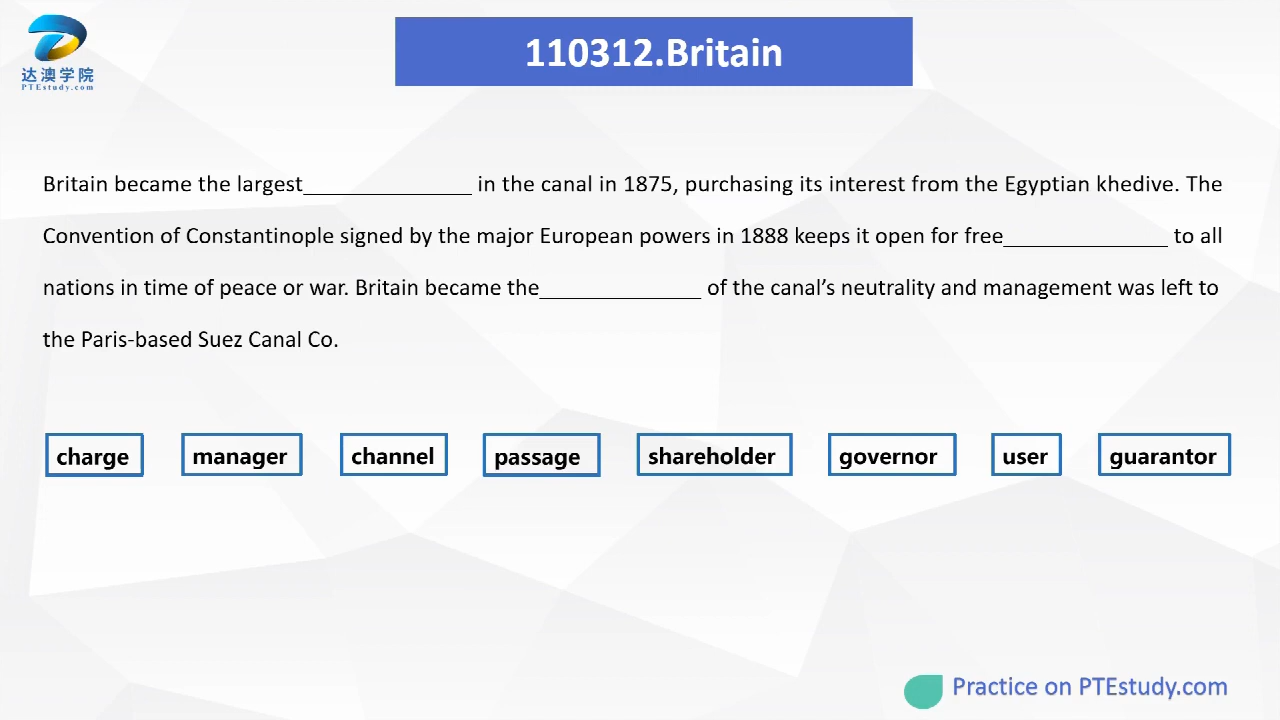 达澳学院
PTEstudy.com
110312.Britain
Britain became the largest_______________ in the canal in 1875, purchasing its interest from the Egyptian khedive. The
Convention of Constantinople signed by the major European powers in 1888 keeps it open for free_______________ to all
nations in time of peace or war. Britain became the_______________ of the canal’s neutrality and management was left to
the Paris-based Suez Canal Co.
charge manager channel passage shareholder governor user guarantor
Practice on PTEstudy.com